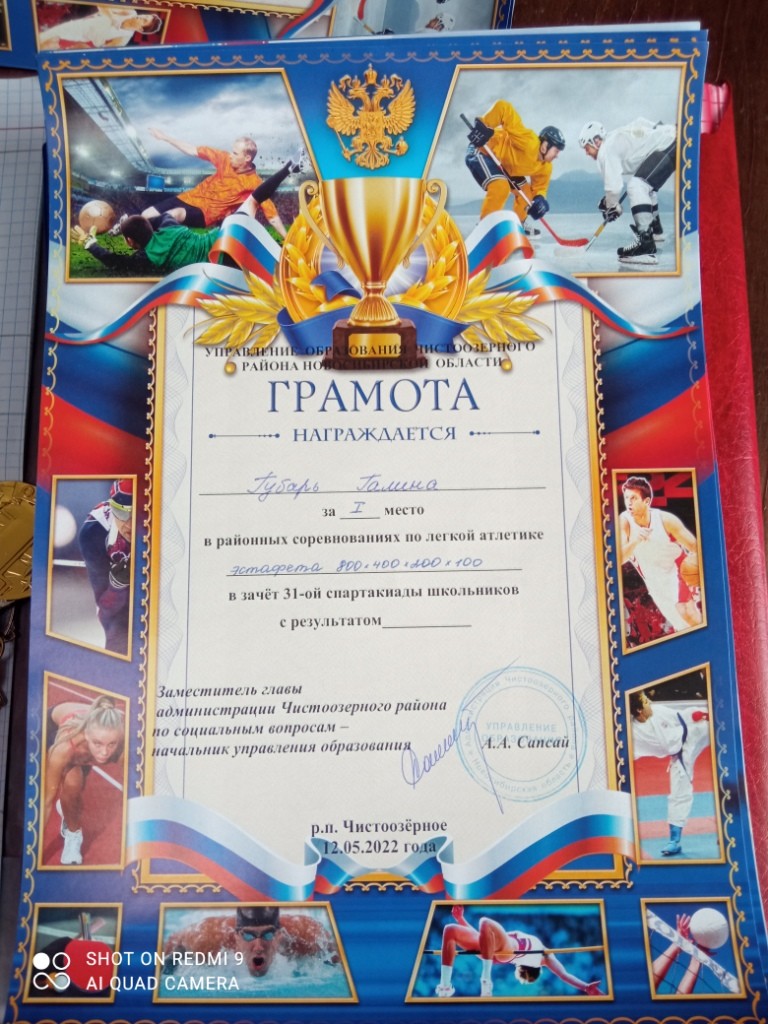 УПРАВЛЕНИЕ ОБРАЗОВАНИЯ ЧИСТООЗЕРНОГО
РАЙОНА НОВОСИБИРСКОЙ ОБЛАСТИ
ГРАМОТА
НАГРАЖДАЕТСЯ
Губарь Галина
за I место
в районных соревнованиях по легкой атлетике
эстафета 800×400×200×100
в зачёт 31-ой спартакиады школьников
с результатом
Заместитель главы
администрации Чистоозерного района
по социальным вопросам –
начальник управления образования
А.А. Сапсай
УПРАВЛЕНИЕ
ОБРАЗОВАНИЯ
р.п. Чистоозёрное
12.05.2022 года
SHOT ON REDMI 9
AI QUAD CAMERA